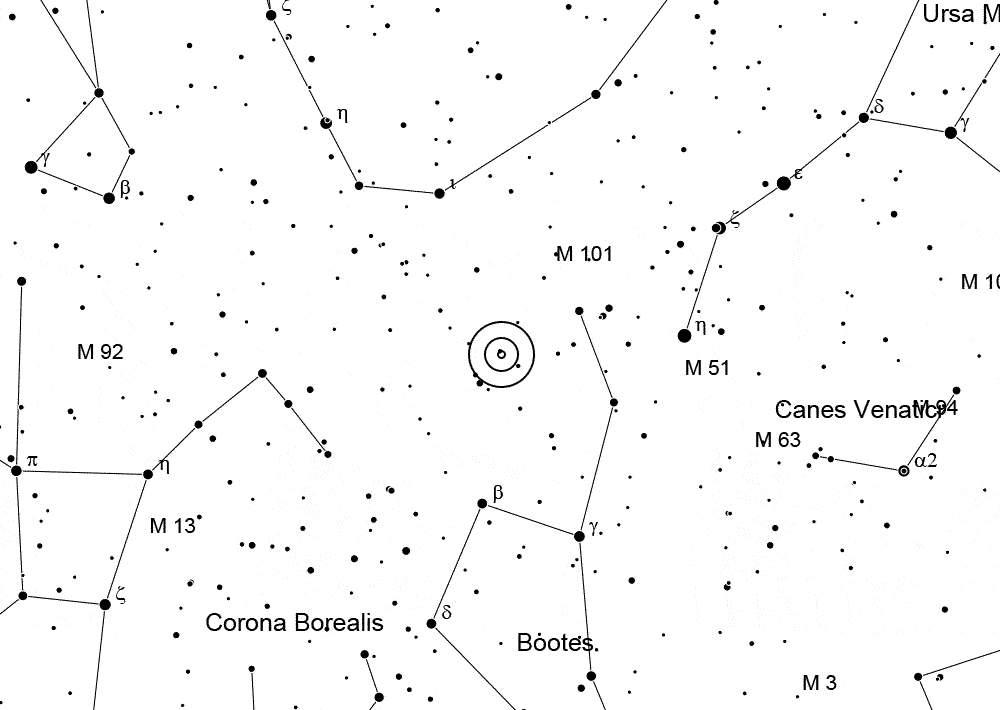 ζ
Ursa M
η
δ
γ
γ
β
ι
ε
ζ
M 101
M 10
η
M 92
M 51
Canes Venatici
M 94
M 63
π
η
α2
β
M 13
γ
ζ
δ
Corona Borealis
Bootes
M 3